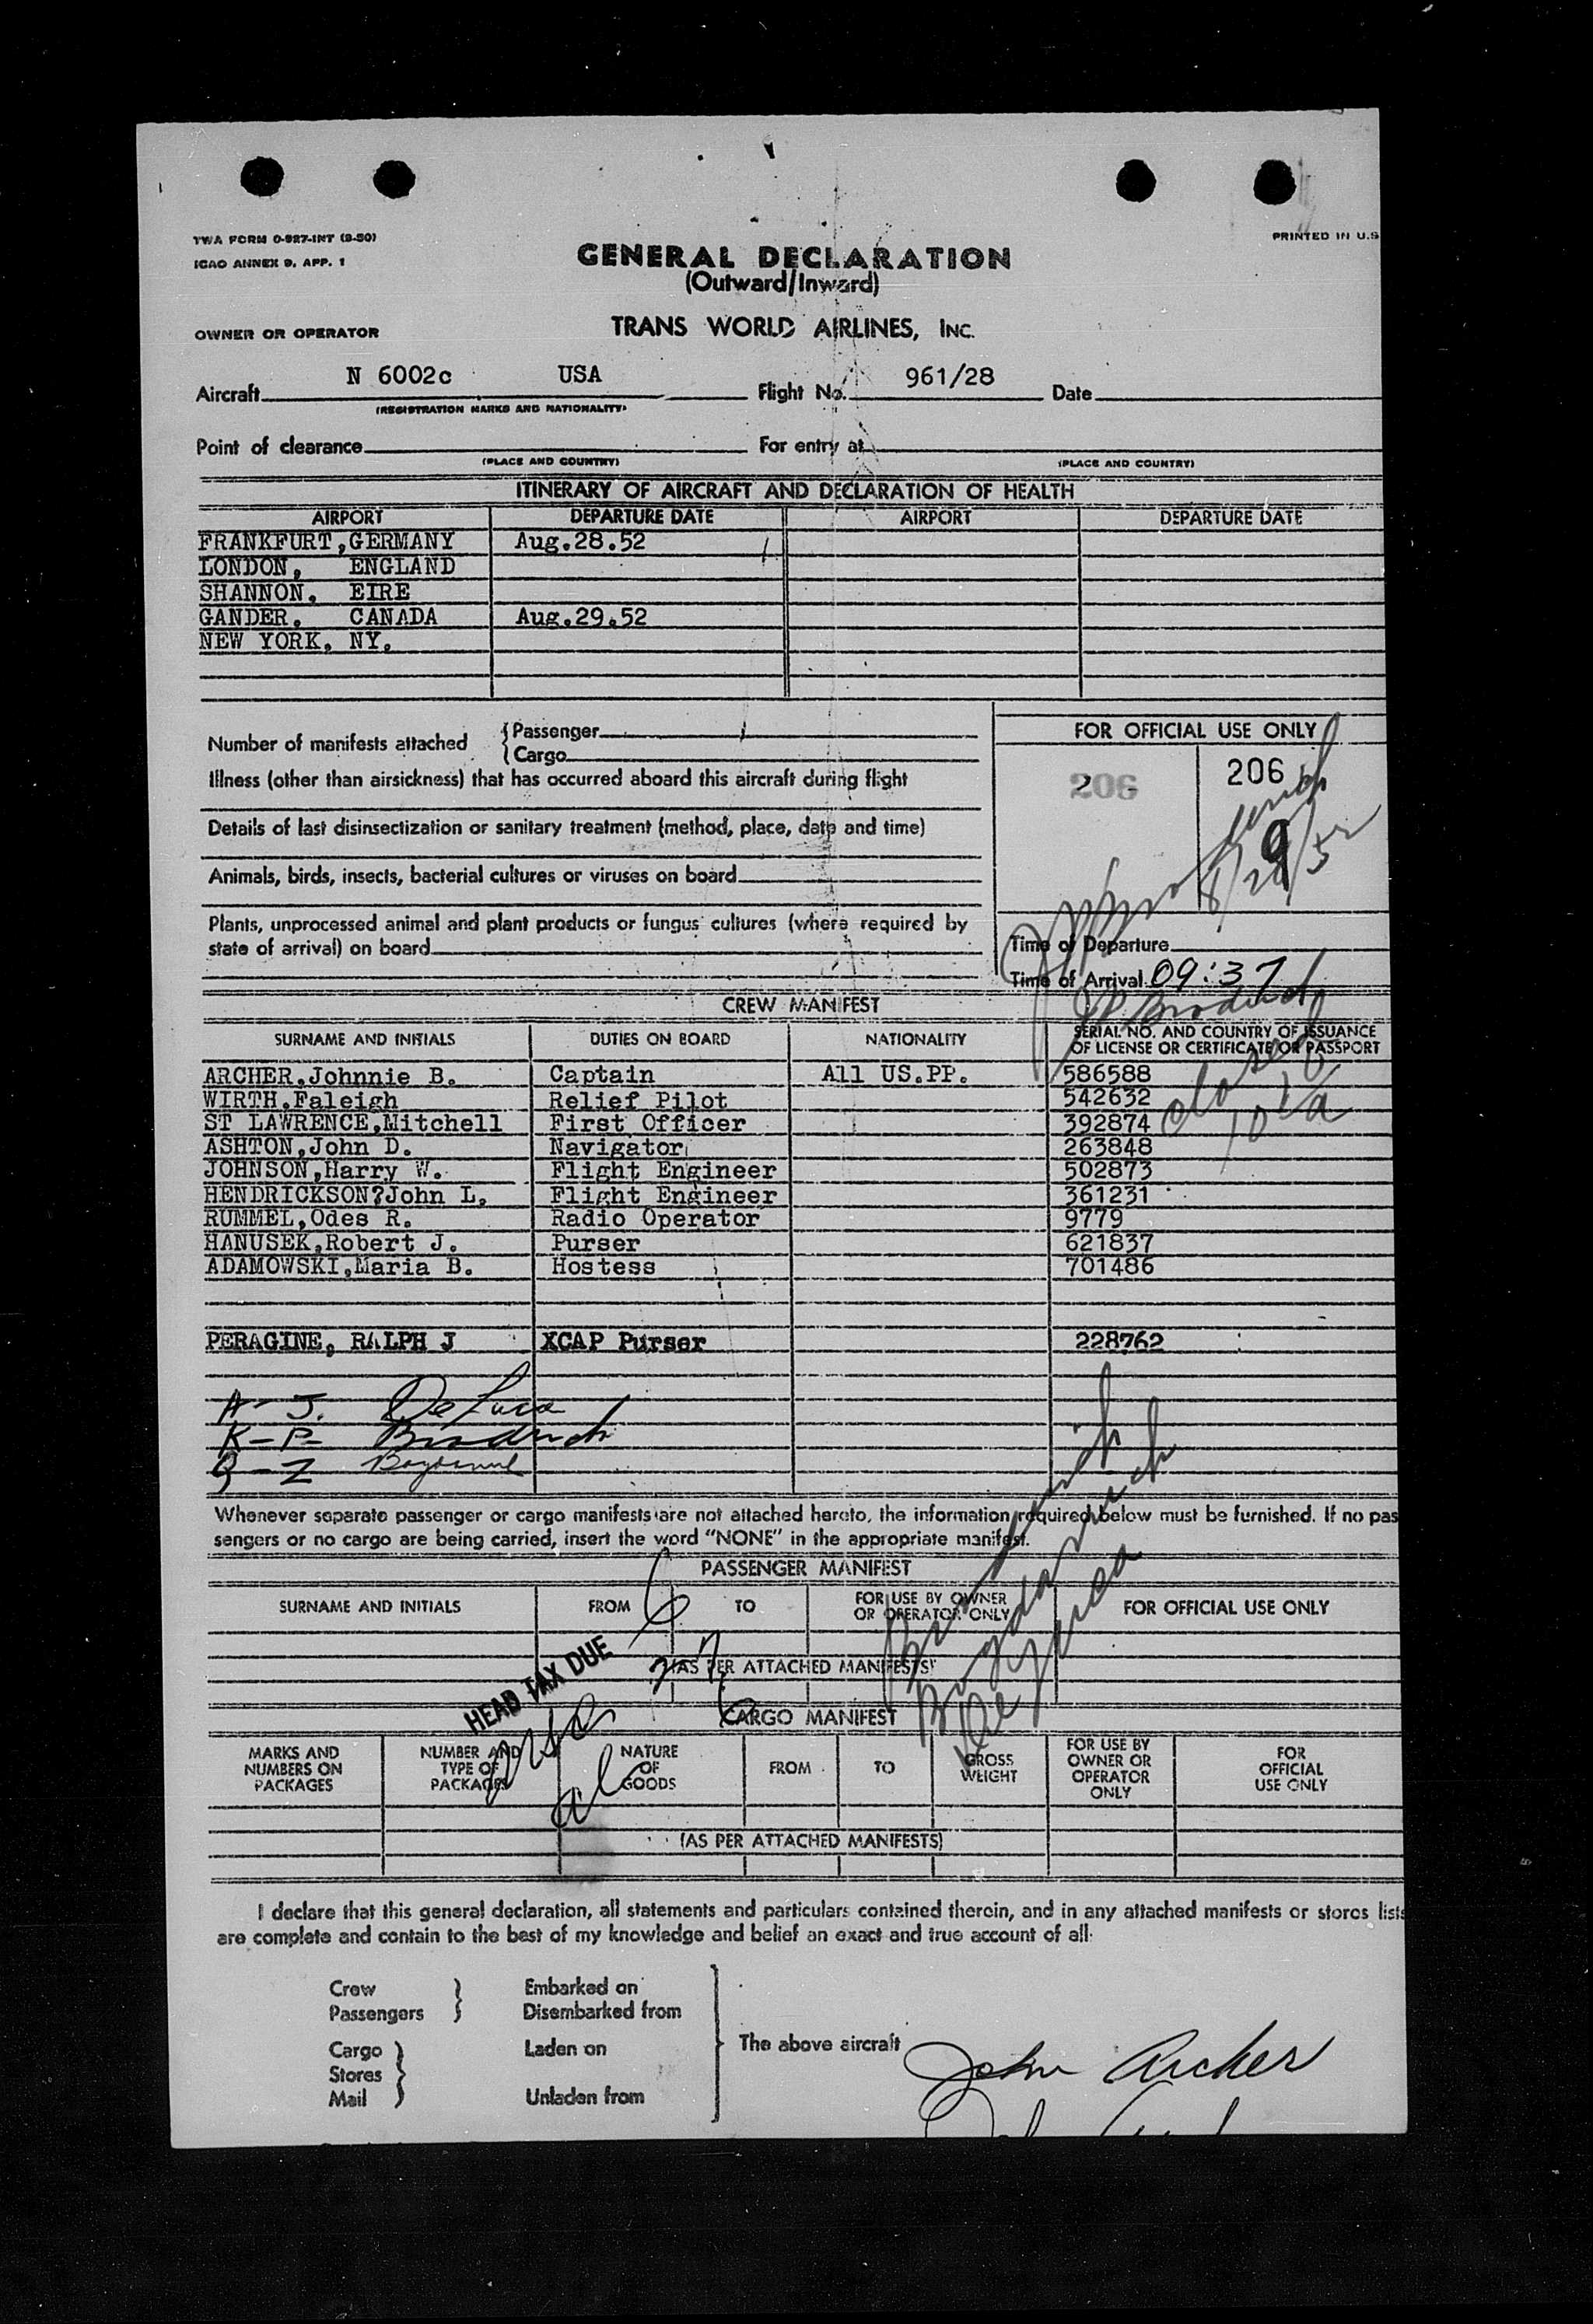 TWA FORM 0-927-INT (9-50)
PRINTED IN U.S
ICAO ANNEX 9, APP. 1
GENERAL DECLARATION
(Outward/Inward)
OWNER OR OPERATOR TRANS WORLD AIRLINES, INC.
Aircraft N 6002c USA Flight No. 961/28 Date
(REGISTRATION MARKS AND NATIONALITY)
Point of clearance For entry at
(PLACE AND COUNTRY) (PLACE AND COUNTRY)
ITINERARY OF AIRCRAFT AND DECLARATION OF HEALTH
AIRPORT DEPARTURE DATE AIRPORT DEPARTURE DATE
FRANKFURT,GERMANY Aug.28.52
LONDON, ENGLAND
SHANNON, EIRE
GANDER, CANADA Aug.29.52
NEW YORK, NY.
Number of manifests attached { Passenger
{ Cargo
FOR OFFICIAL USE ONLY
206 206
9
Illness (other than airsickness) that has occurred aboard this aircraft during flight
Details of last disinsectization or sanitary treatment (method, place, date and time)
Animals, birds, insects, bacterial cultures or viruses on board
Plants, unprocessed animal and plant products or fungus cultures (where required by
state of arrival) on board
Time of Departure
Time of Arrival 09:37
CREW MANIFEST
SURNAME AND INITIALS DUTIES ON BOARD NATIONALITY SERIAL NO. AND COUNTRY OF ISSUANCE
OF LICENSE OR CERTIFICATE OR PASSPORT
ARCHER,Johnnie B. Captain All US.PP. 586588
WIRTH,Faleigh Relief Pilot 542632
ST LAWRENCE,Mitchell First Officer 392874
ASHTON,John D. Navigator 263848
JOHNSON,Harry W. Flight Engineer 502873
HENDRICKSON?John L. Flight Engineer 361231
RUMMEL,Odes R. Radio Operator 9779
HANUSEK,Robert J. Purser 621837
ADAMOWSKI,Maria B. Hostess 701486
closed
PERAGINE, RALPH J XCAP Purser 228762
A-J. De Luca
K-P-
Q-Z
Whenever separate passenger or cargo manifests are not attached hereto, the information required below must be furnished. If no pas
sengers or no cargo are being carried, insert the word "NONE" in the appropriate manifest.
PASSENGER MANIFEST
SURNAME AND INITIALS FROM TO FOR USE BY OWNER
OR OPERATOR ONLY FOR OFFICIAL USE ONLY
(AS PER ATTACHED MANIFESTS)
HEAD TAX DUE
CARGO MANIFEST
MARKS AND
NUMBERS ON
PACKAGES
NUMBER AND
TYPE OF
PACKAGES
NATURE
OF
GOODS
FROM
TO
GROSS
WEIGHT
FOR USE BY
OWNER OR
OPERATOR
ONLY
FOR
OFFICIAL
USE ONLY
(AS PER ATTACHED MANIFESTS)
I declare that this general declaration, all statements and particulars contained therein, and in any attached manifests or stores lists
are complete and contain to the best of my knowledge and belief an exact and true account of all:
Crew Embarked on
Passengers Disembarked from
Cargo Laden on The above aircraft
Stores
Mail Unladen from
John Archer